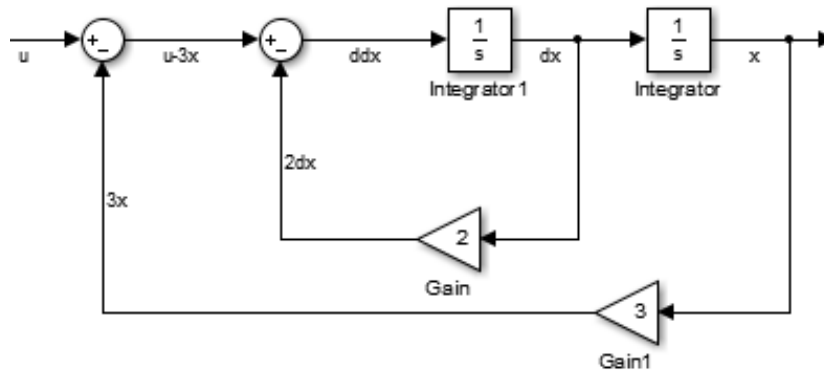 +
−
+
−
1
s
1
s
u
u-3x
ddx
dx
x
Integrator1
Integrator
2dx
3x
2
Gain
3
Gain1